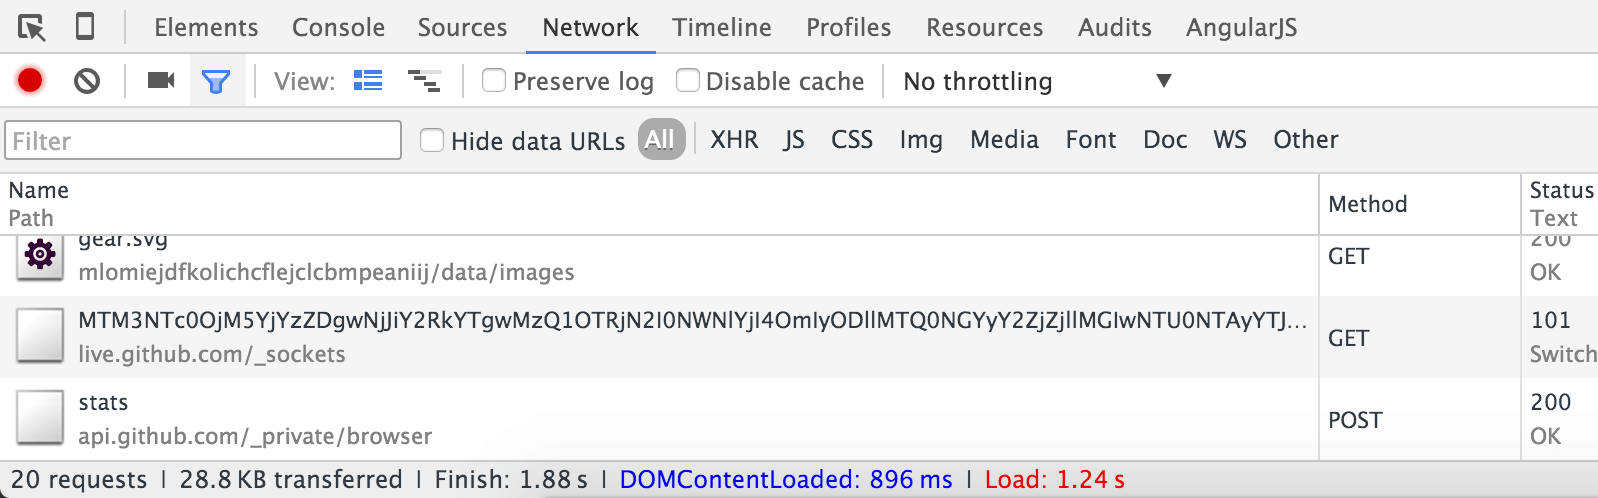 Elements Console Sources Network Timeline Profiles Resources Audits AngularJS
View: Preserve log Disable cache No throttling
Filter Hide data URLs All XHR JS CSS Img Media Font Doc WS Other
Name Method Status
Path Text
gear.svg GET 200
mlomiejdfkolichcflejclcbmpeaniij/data/images OK
MTM3NTc0OjM5YjYzZDgwNjJiY2RkYTgwMzQ1OTRjN2I0NWNlYjI4OmIyODllMTQ0NGYyY2ZjZjllMGIwNTU0NTAyYTJ... GET 101
live.github.com/_sockets Switch
stats POST 200
api.github.com/_private/browser OK
20 requests | 28.8 KB transferred | Finish: 1.88 s | DOMContentLoaded: 896 ms | Load: 1.24 s